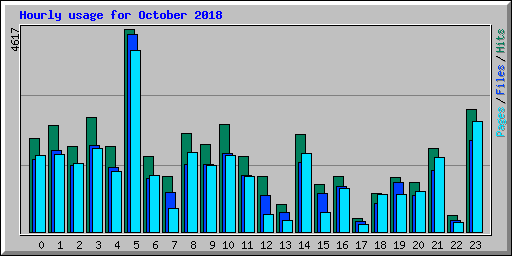 Hourly usage for October 2018
4617
Pages / Files / Hits
0 1 2 3 4 5 6 7 8 9 10 11 12 13 14 15 16 17 18 19 20 21 22 23